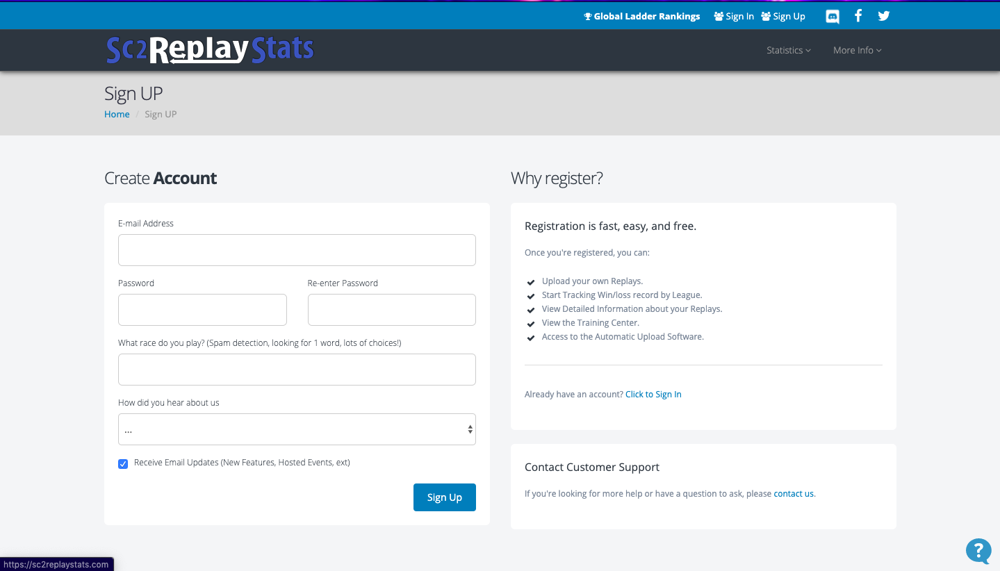 Global Ladder Rankings Sign In Sign Up
Sc2ReplayStats
Statistics More Info
Sign UP
Home / Sign UP
Create Account
E-mail Address
Password Re-enter Password
What race do you play? (Spam detection, looking for 1 word, lots of choices!)
How did you hear about us
...
Receive Email Updates (New Features, Hosted Events, ext)
Sign Up
Why register?
Registration is fast, easy, and free.
Once you're registered, you can:
Upload your own Replays.
Start Tracking Win/loss record by League.
View Detailed Information about your Replays.
View the Training Center.
Access to the Automatic Upload Software.
Already have an account? Click to Sign In
Contact Customer Support
If you're looking for more help or have a question to ask, please contact us.
?
https://sc2replaystats.com